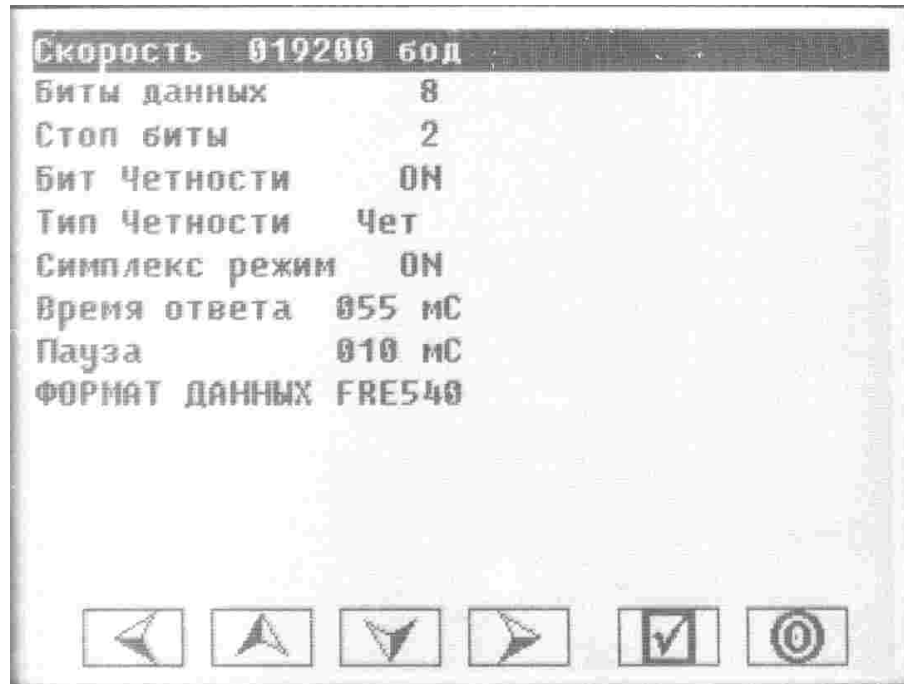 Скорость 019200 бод
Биты данных 8
Стоп биты 2
Бит Четности ON
Тип Четности Чет
Симплекс режим ON
Время ответа 055 мС
Пауза 010 мС
ФОРМАТ ДАННЫХ FRE540
0